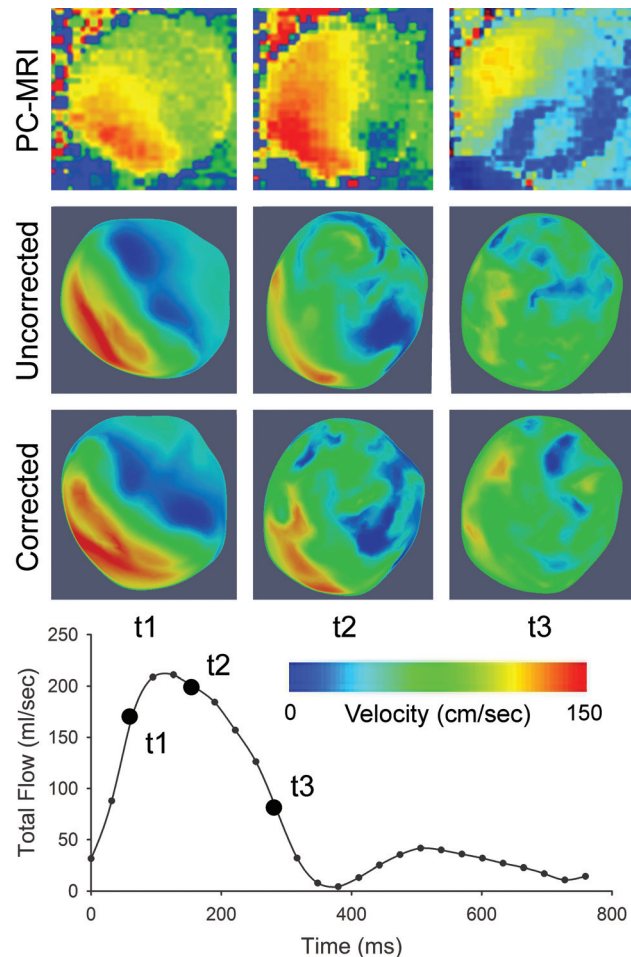 PC-MRI
Uncorrected
Corrected
t1 t2 t3
0 Velocity (cm/sec) 150
t1
t2
t3
Total Flow (ml/sec)
250
200
150
100
50
0
0 200 400 600 800
Time (ms)